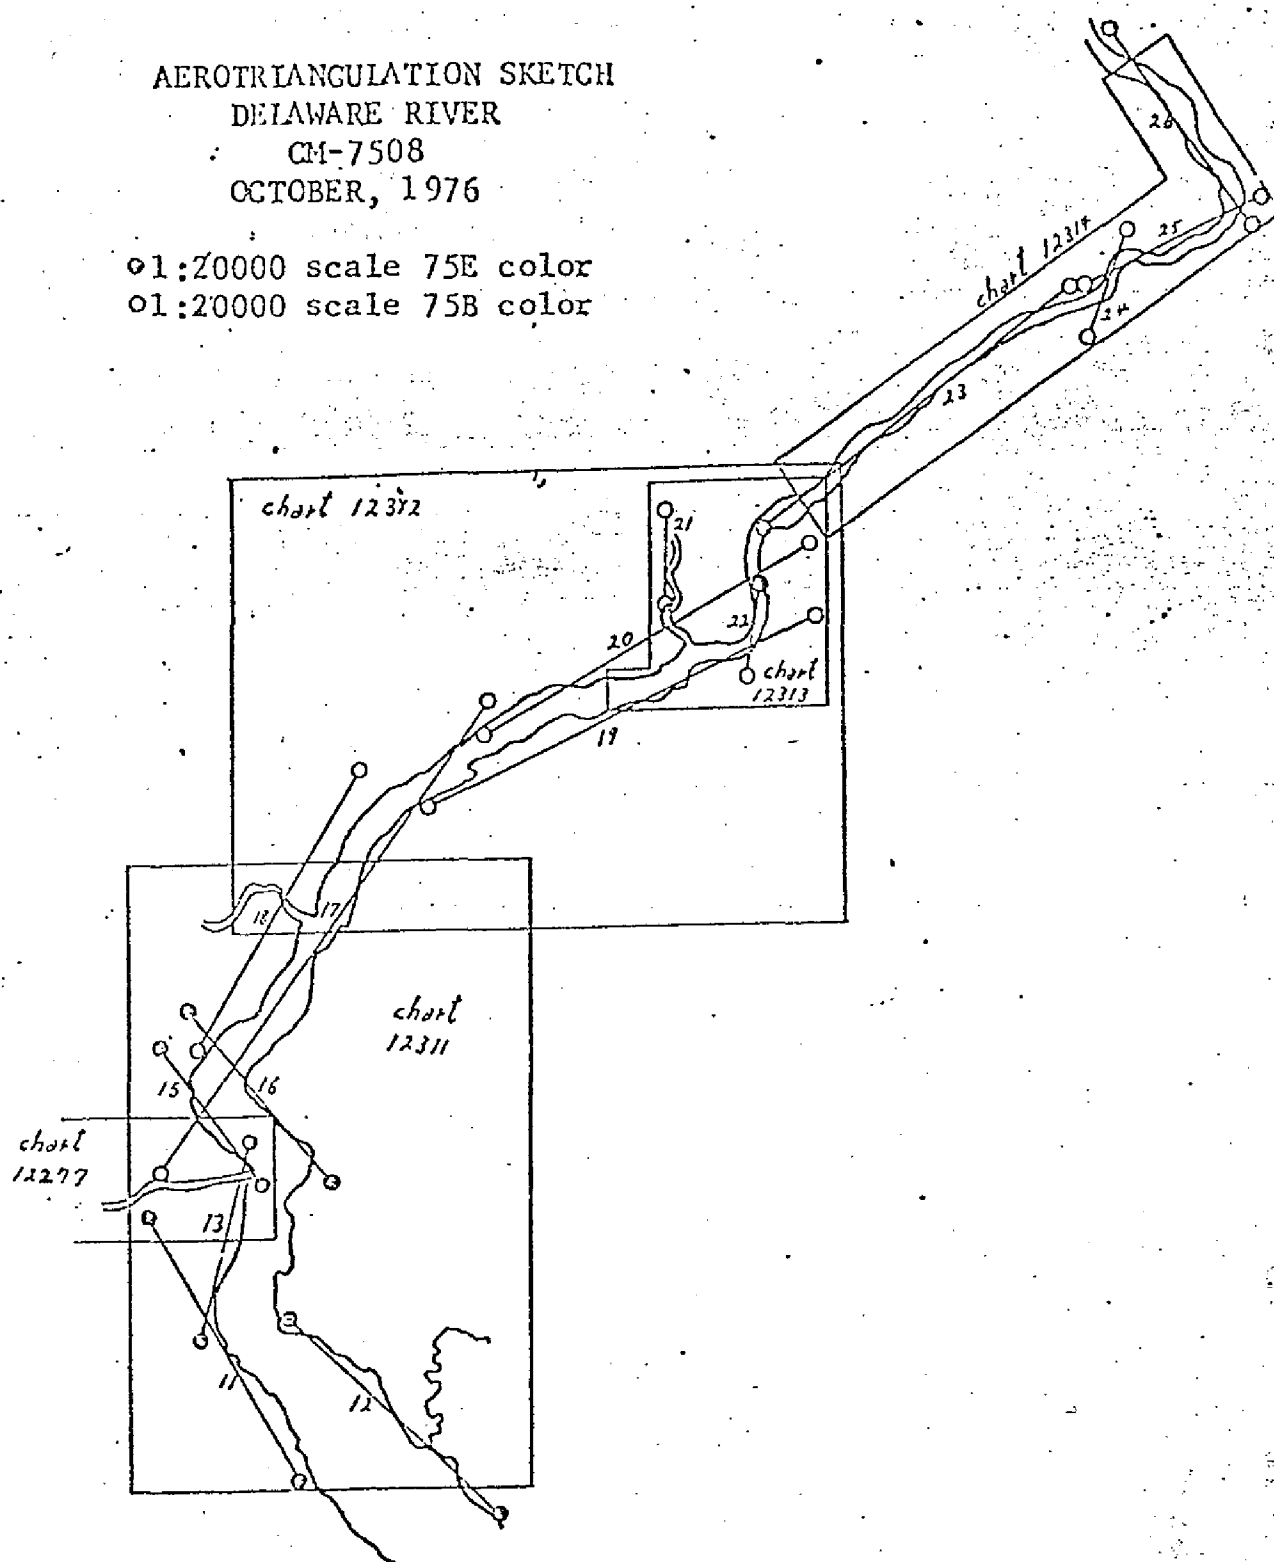 AEROTRIANGULATION SKETCH
DELAWARE RIVER
CM-7508
OCTOBER, 1976
1:20000 scale 75E color
1:20000 scale 75B color
26
chart 12314
25
24
23
chart 12312
21
22
20
chart
12313
19
18
17
chart
12311
15
16
chart
12277
13
11
12